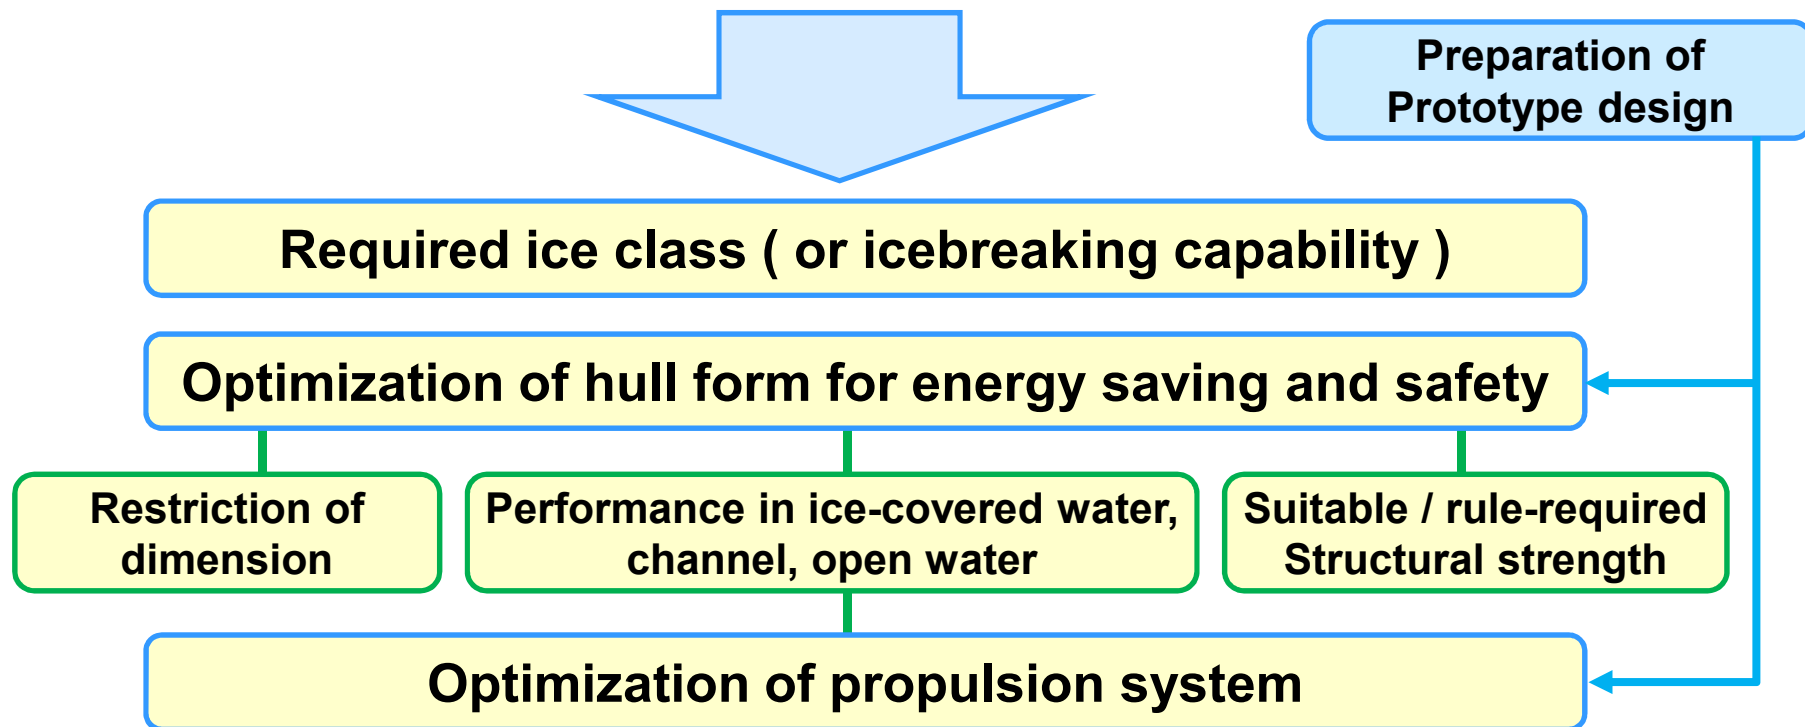 Preparation of
Prototype design
Required ice class ( or icebreaking capability )
Optimization of hull form for energy saving and safety
Restriction of
dimension
Performance in ice-covered water,
channel, open water
Suitable / rule-required
Structural strength
Optimization of propulsion system